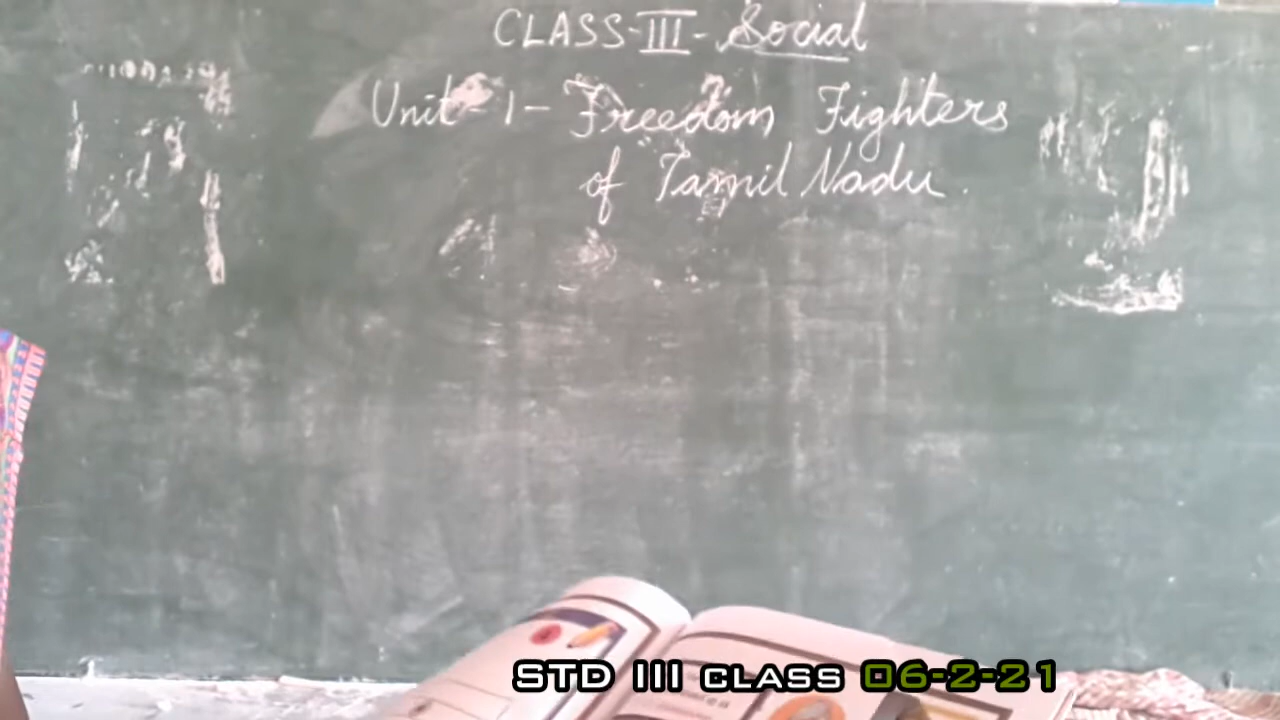 CLASS-III-Social
Unit-1-Freedom Fighters
of Tamil Nadu.
STD III CLASS 06-2-21